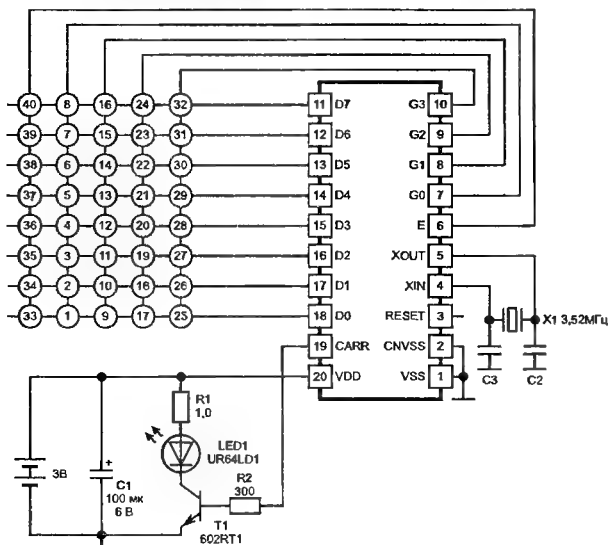 40 8 16 24 32 11 D7 G3 10
39 7 15 23 31 12 D6 G2 9
38 6 14 22 30 13 D5 G1 8
37 5 13 21 29 14 D4 G0 7
36 4 12 20 28 15 D3 E 6
35 3 11 19 27 16 D2 XOUT 5
34 2 10 18 26 17 D1 XIN 4
33 1 9 17 25 18 D0 RESET 3
X1 3,52МГц
19 CARR CNVSS 2
C3 C2
20 VDD VSS 1
R1
1,0
LED1
UR64LD1
R2
300
3В
+
C1
100 мк
6 В
T1
602RT1